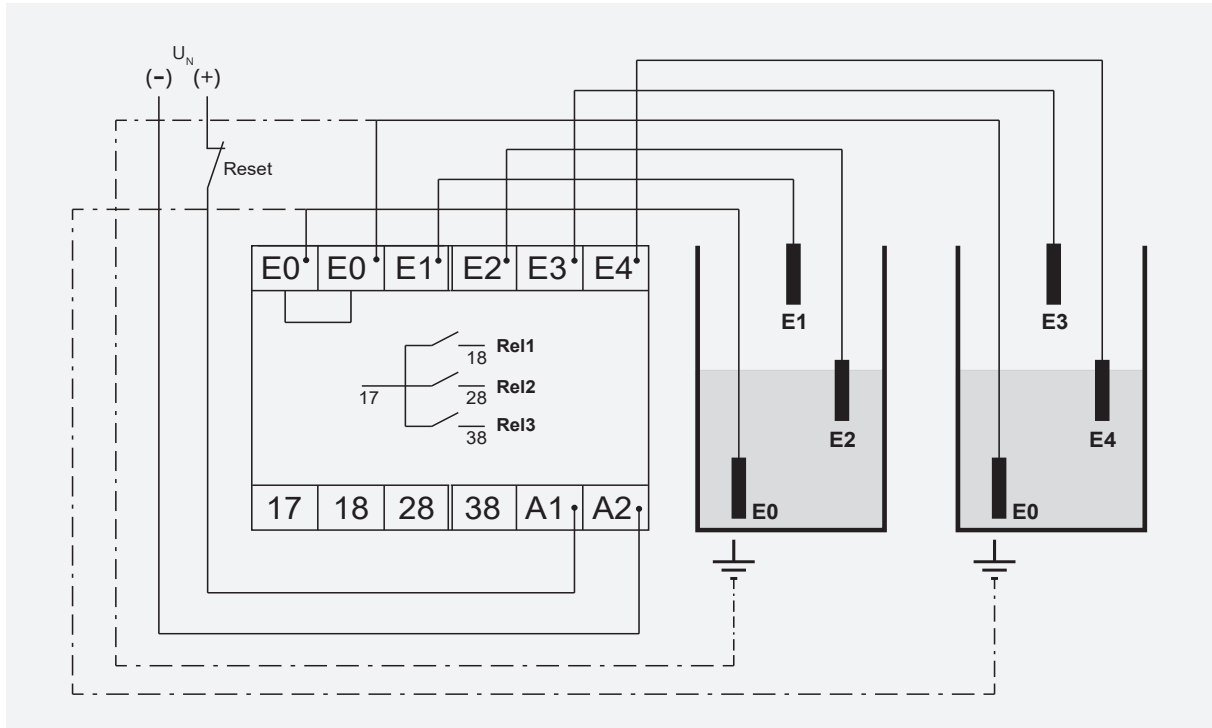 U_N
(-) (+)
Reset
E0 E0 E1 E2 E3 E4
18 Rel1
17 28 Rel2
38 Rel3
17 18 28 38 A1 A2
E1
E2
E0
E3
E4
E0